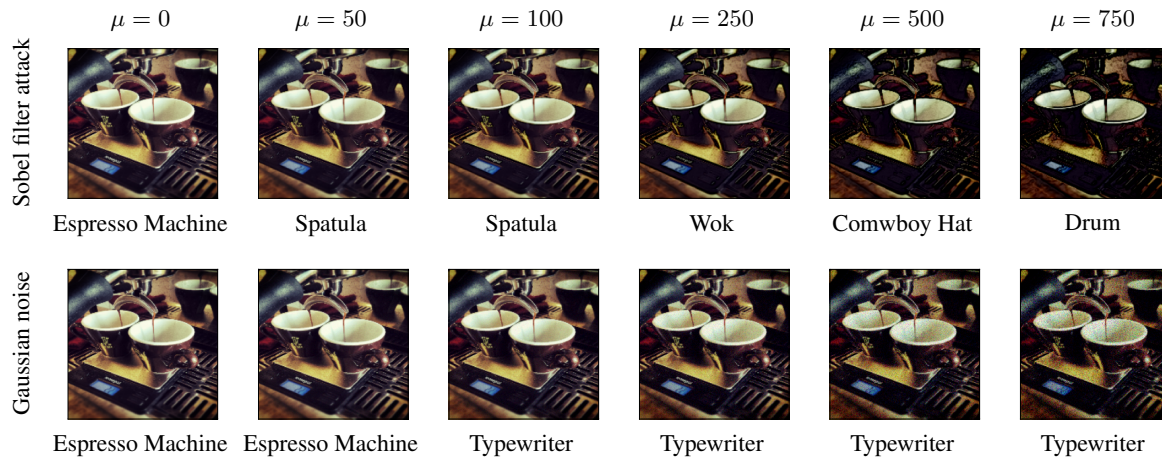 μ = 0 μ = 50 μ = 100 μ = 250 μ = 500 μ = 750
Sobel filter attack
Espresso Machine Spatula Spatula Wok Comwboy Hat Drum
Gaussian noise
Espresso Machine Espresso Machine Typewriter Typewriter Typewriter Typewriter